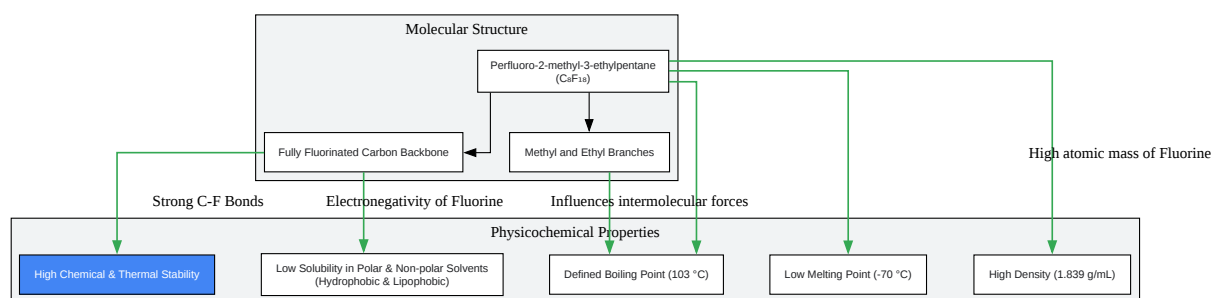 Molecular Structure
Perfluoro-2-methyl-3-ethylpentane
(C₈F₁₈)
Fully Fluorinated Carbon Backbone
Methyl and Ethyl Branches
High atomic mass of Fluorine
Strong C-F Bonds
Electronegativity of Fluorine
Influences intermolecular forces
Physicochemical Properties
High Chemical & Thermal Stability
Low Solubility in Polar & Non-polar Solvents
(Hydrophobic & Lipophobic)
Defined Boiling Point (103 °C)
Low Melting Point (-70 °C)
High Density (1.839 g/mL)